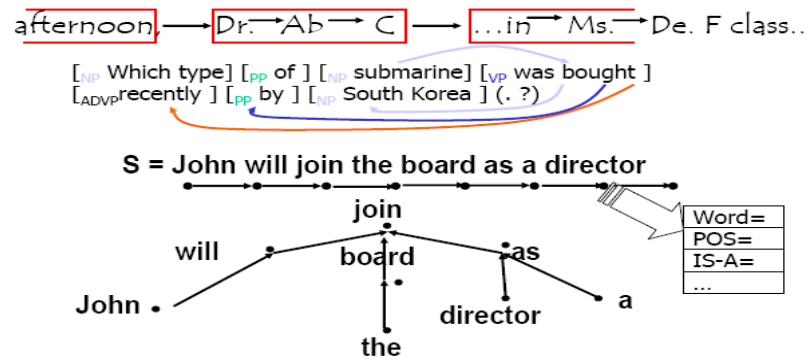 afternoon, Dr. Ab C ...in Ms. De. F class..
[NP Which type] [PP of ] [NP submarine] [VP was bought ]
[ADVP recently ] [PP by ] [NP South Korea ] (. ?)
S = John will join the board as a director
join
will board as
John director a
the
Word=
POS=
IS-A=
...